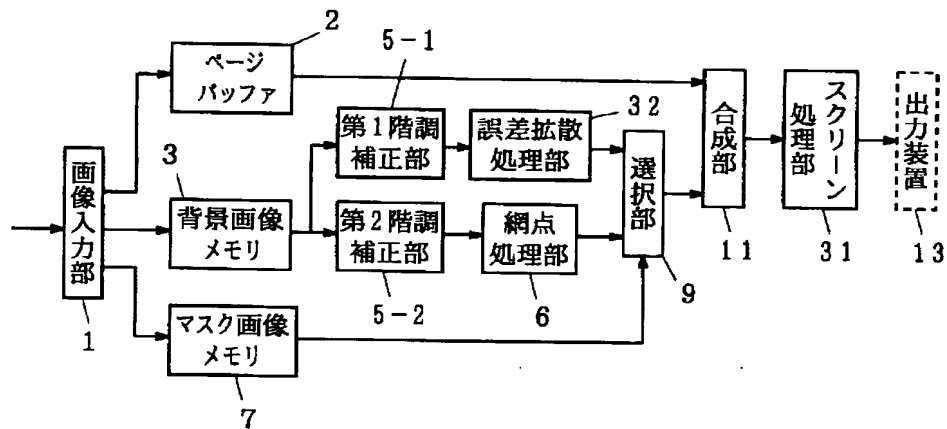 2
ページ
バッファ
5-1
第1階調
補正部
32
誤差拡散
処理部
合成部
11
スクリーン
処理部
31
出力装置
13
画像入力部
1
3
背景画像
メモリ
第2階調
補正部
5-2
網点
処理部
6
選択部
9
マスク画像
メモリ
7